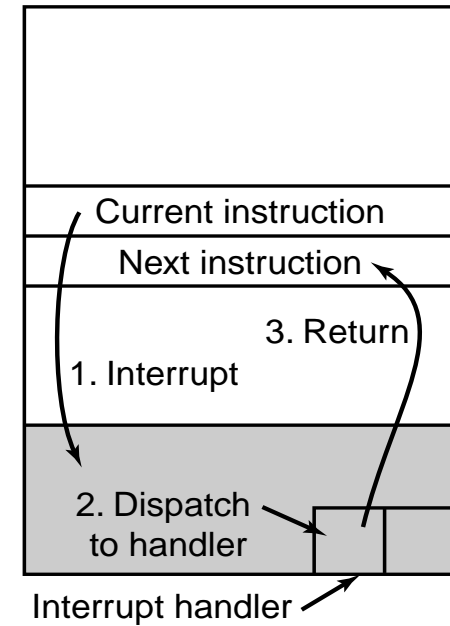 Current instruction
Next instruction
3. Return
1. Interrupt
2. Dispatch
to handler
Interrupt handler